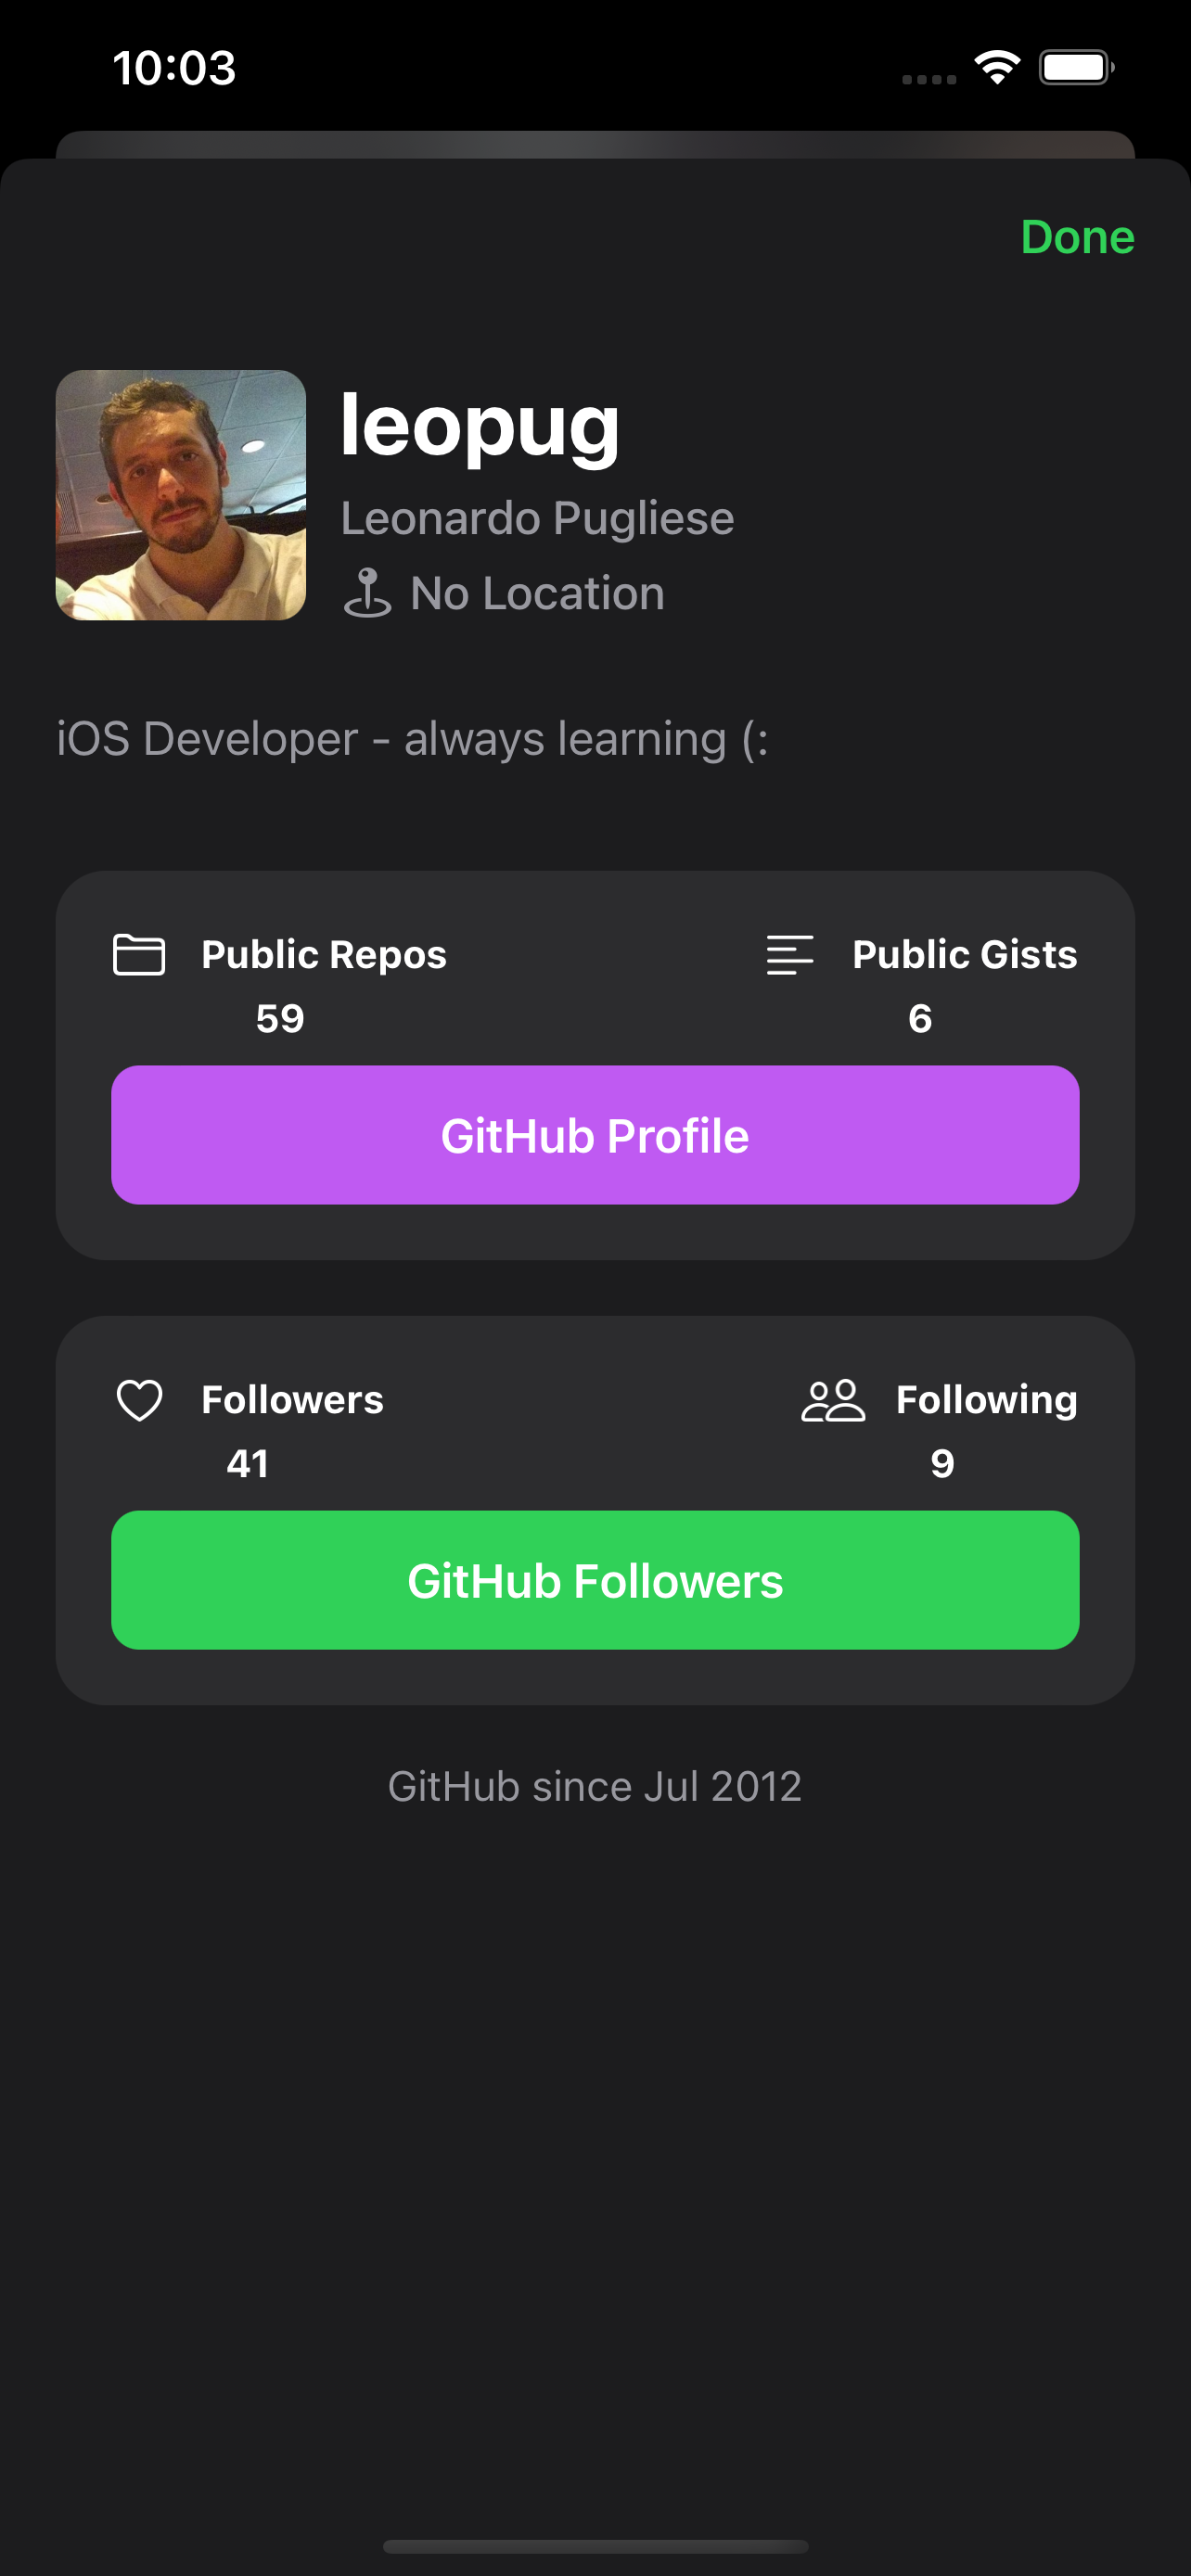 10:03
Done
leopug
Leonardo Pugliese
No Location
iOS Developer - always learning (:
Public Repos
59
Public Gists
6
GitHub Profile
Followers
41
Following
9
GitHub Followers
GitHub since Jul 2012